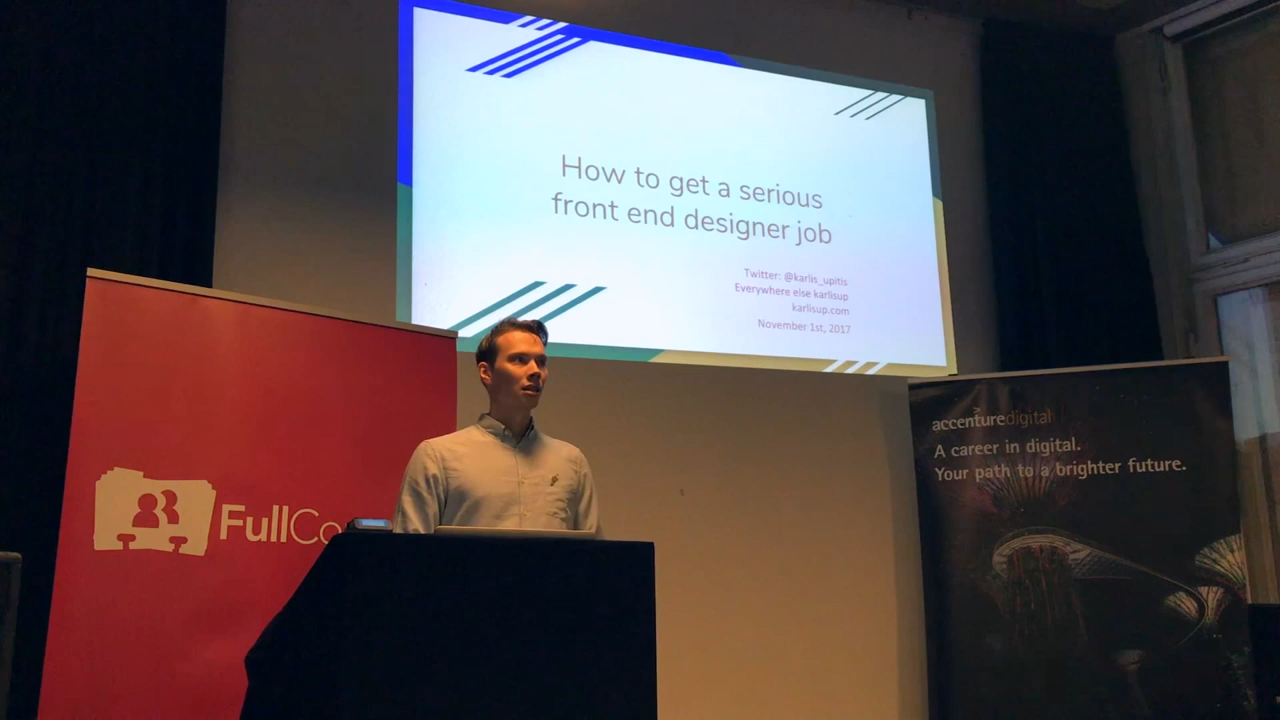 How to get a serious
front end designer job
Twitter: @karlis_upitis
Everywhere else karlisup
karlisup.com
November 1st, 2017
accenturedigital
A career in digital.
Your path to a brighter future.